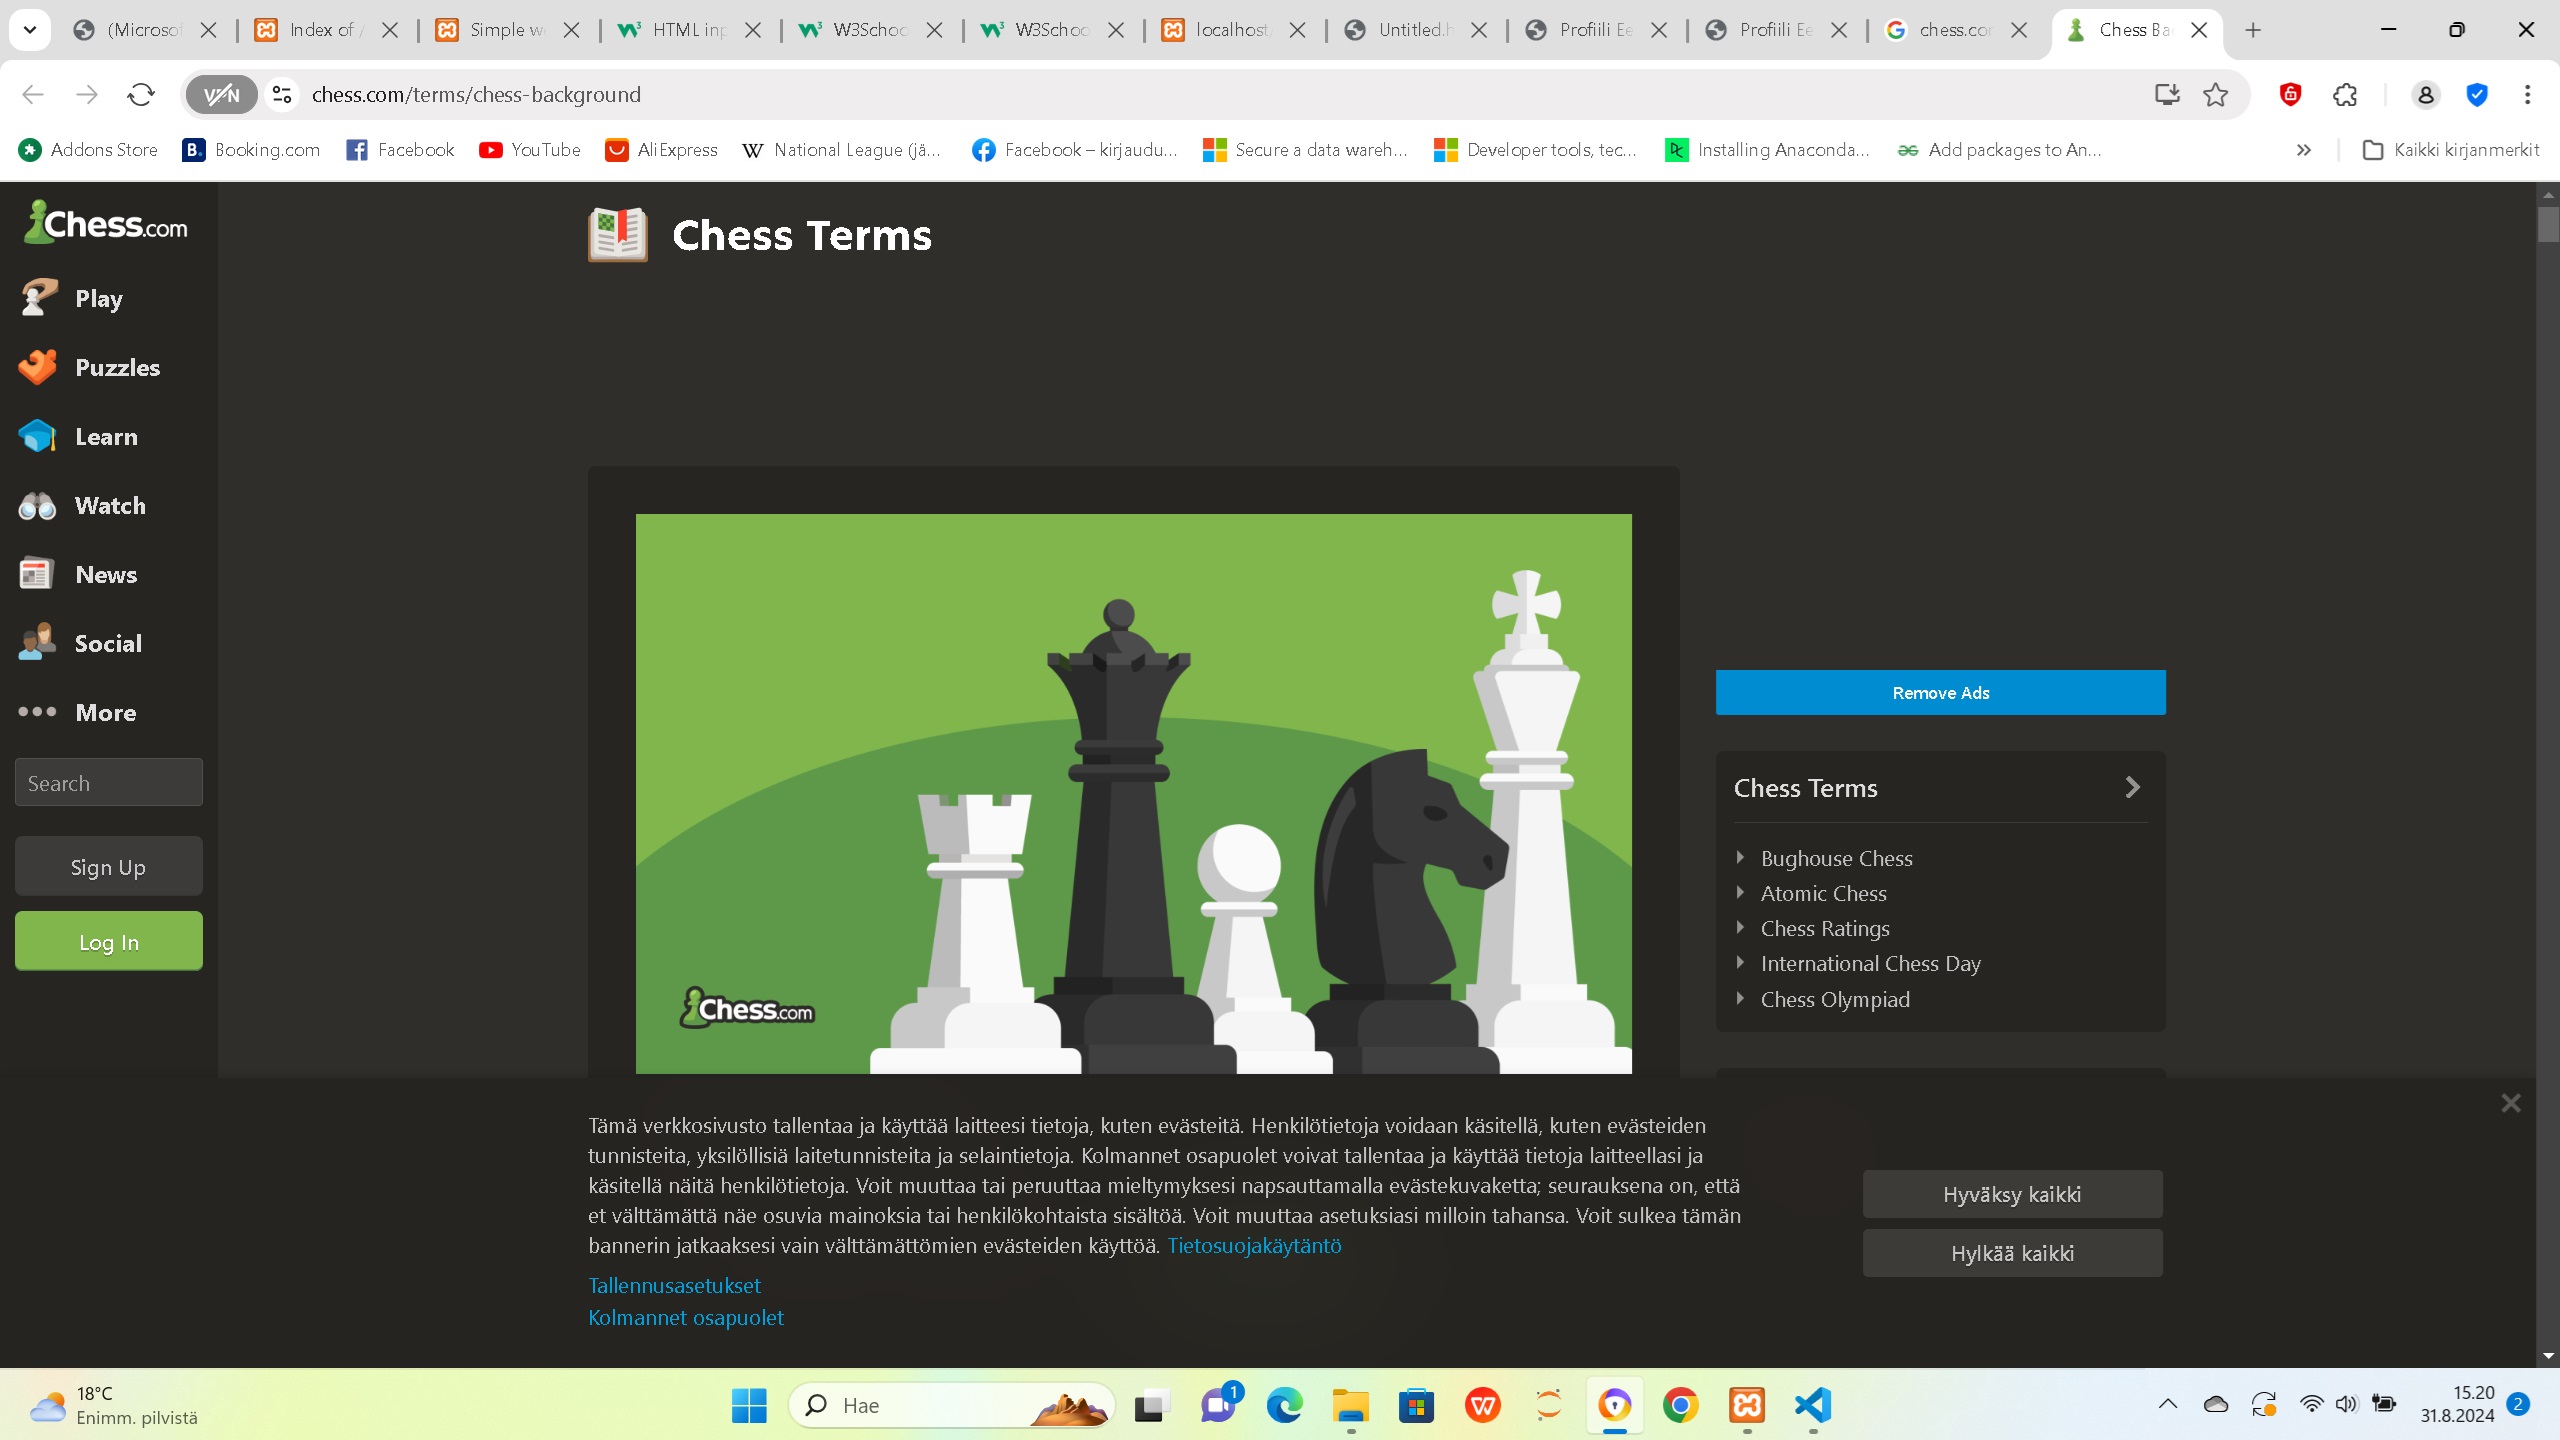 (Microsof
Index of /
Simple w
HTML inp
W3Schoo
W3Schoo
localhost/
Untitled.h
Profiili Ee
Profiili Ee
chess.cor
Chess Ba
VPN
chess.com/terms/chess-background
Addons Store
Booking.com
Facebook
YouTube
AliExpress
National League (jä...
Facebook – kirjaudu...
Secure a data wareh...
Developer tools, tec...
Installing Anaconda...
Add packages to An...
Kaikki kirjanmerkit
Chess.com
Play
Puzzles
Learn
Watch
News
Social
More
Search
Sign Up
Log In
Chess Terms
Chess.com
Remove Ads
Chess Terms
Bughouse Chess
Atomic Chess
Chess Ratings
International Chess Day
Chess Olympiad
Tämä verkkosivusto tallentaa ja käyttää laitteesi tietoja, kuten evästeitä. Henkilötietoja voidaan käsitellä, kuten evästeiden
tunnisteita, yksilöllisiä laitetunnisteita ja selaintietoja. Kolmannet osapuolet voivat tallentaa ja käyttää tietoja laitteellasi ja
käsitellä näitä henkilötietoja. Voit muuttaa tai peruuttaa mieltymyksesi napsauttamalla evästekuvaketta; seurauksena on, että
et välttämättä näe osuvia mainoksia tai henkilökohtaista sisältöä. Voit muuttaa asetuksiasi milloin tahansa. Voit sulkea tämän
bannerin jatkaaksesi vain välttämättömien evästeiden käyttöä. Tietosuojakäytäntö
Tallennusasetukset
Kolmannet osapuolet
Hyväksy kaikki
Hylkää kaikki
18°C
Enimm. pilvistä
Hae
1
15.20
31.8.2024
2